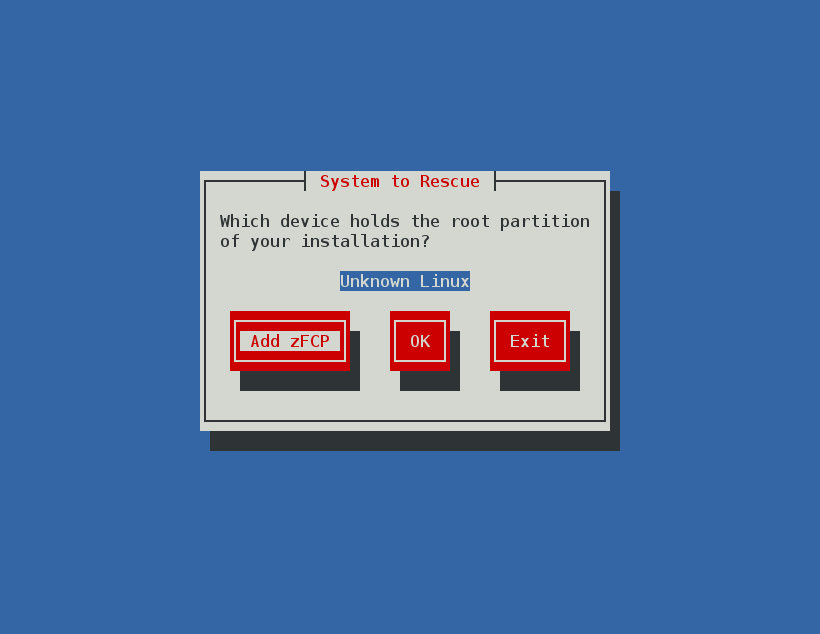 System to Rescue
Which device holds the root partition
of your installation?
Unknown Linux
Add zFCP OK Exit